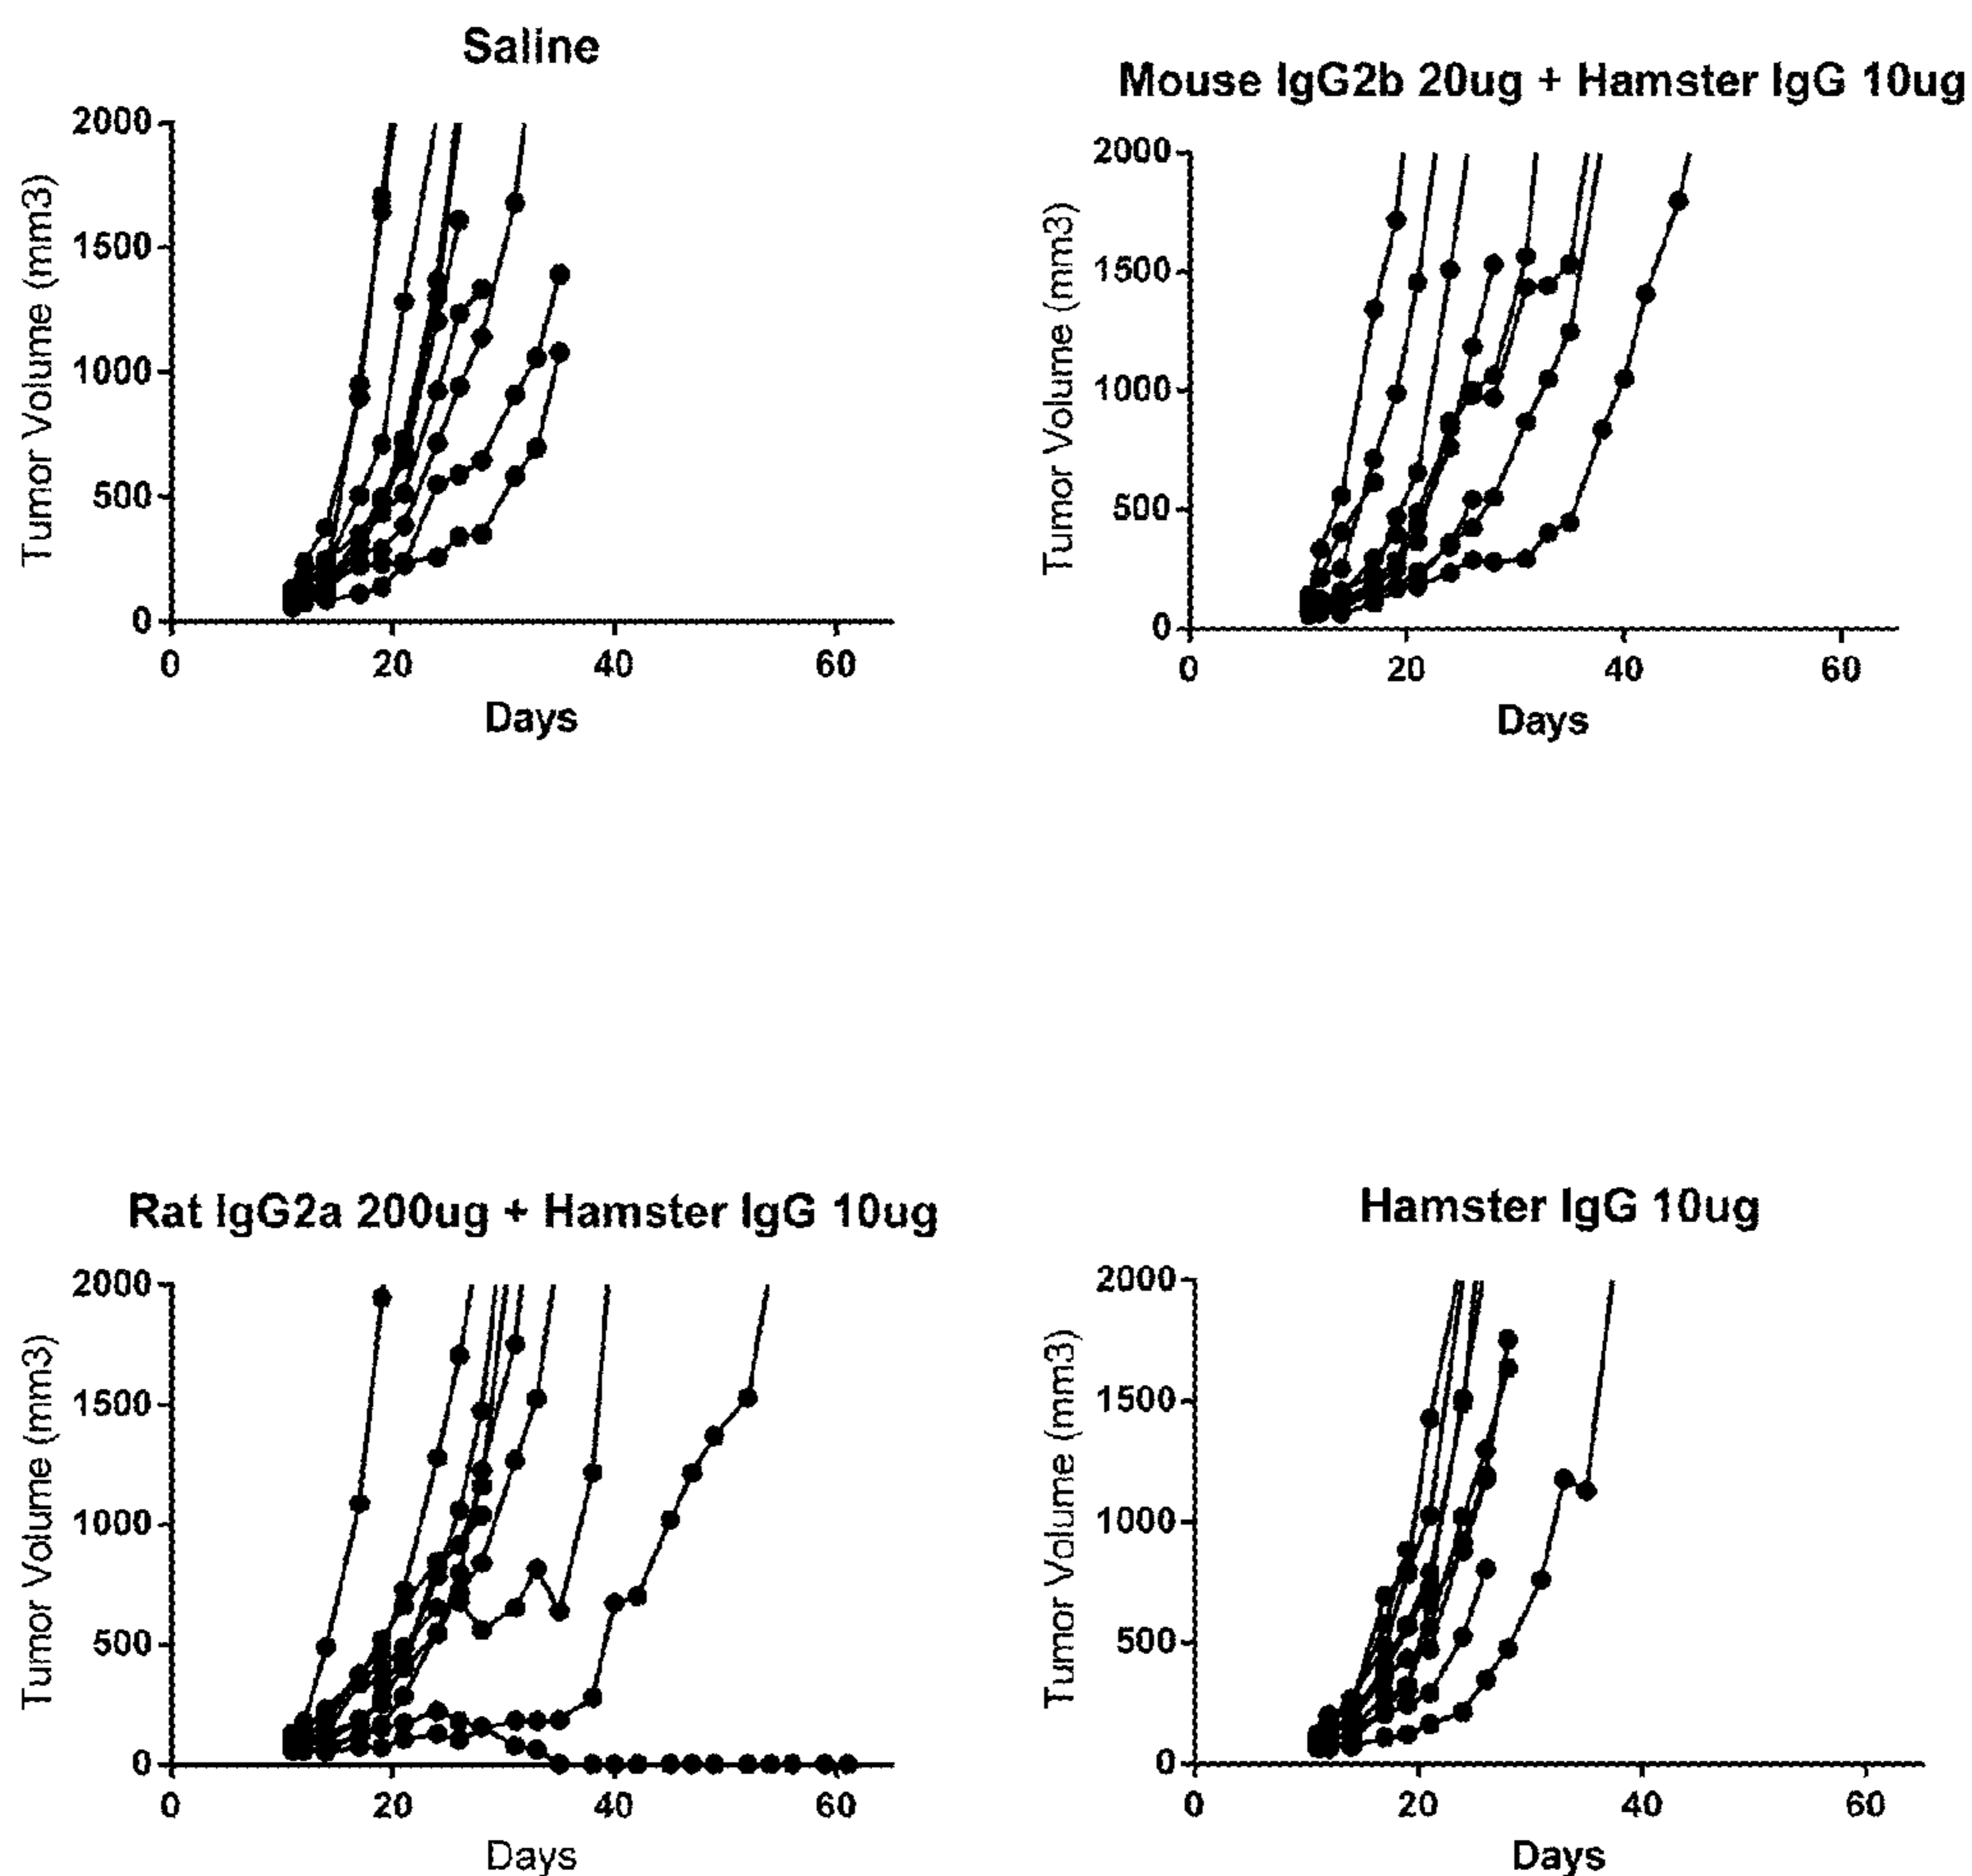 Saline
Tumor Volume (mm3)
2000
1500
1000
500
0
0 20 40 60
Days
Mouse IgG2b 20ug + Hamster IgG 10ug
Tumor Volume (mm3)
2000
1500
1000
500
0
0 20 40 60
Days
Rat IgG2a 200ug + Hamster IgG 10ug
Tumor Volume (mm3)
2000
1500
1000
500
0
0 20 40 60
Days
Hamster IgG 10ug
Tumor Volume (mm3)
2000
1500
1000
500
0
0 20 40 60
Days